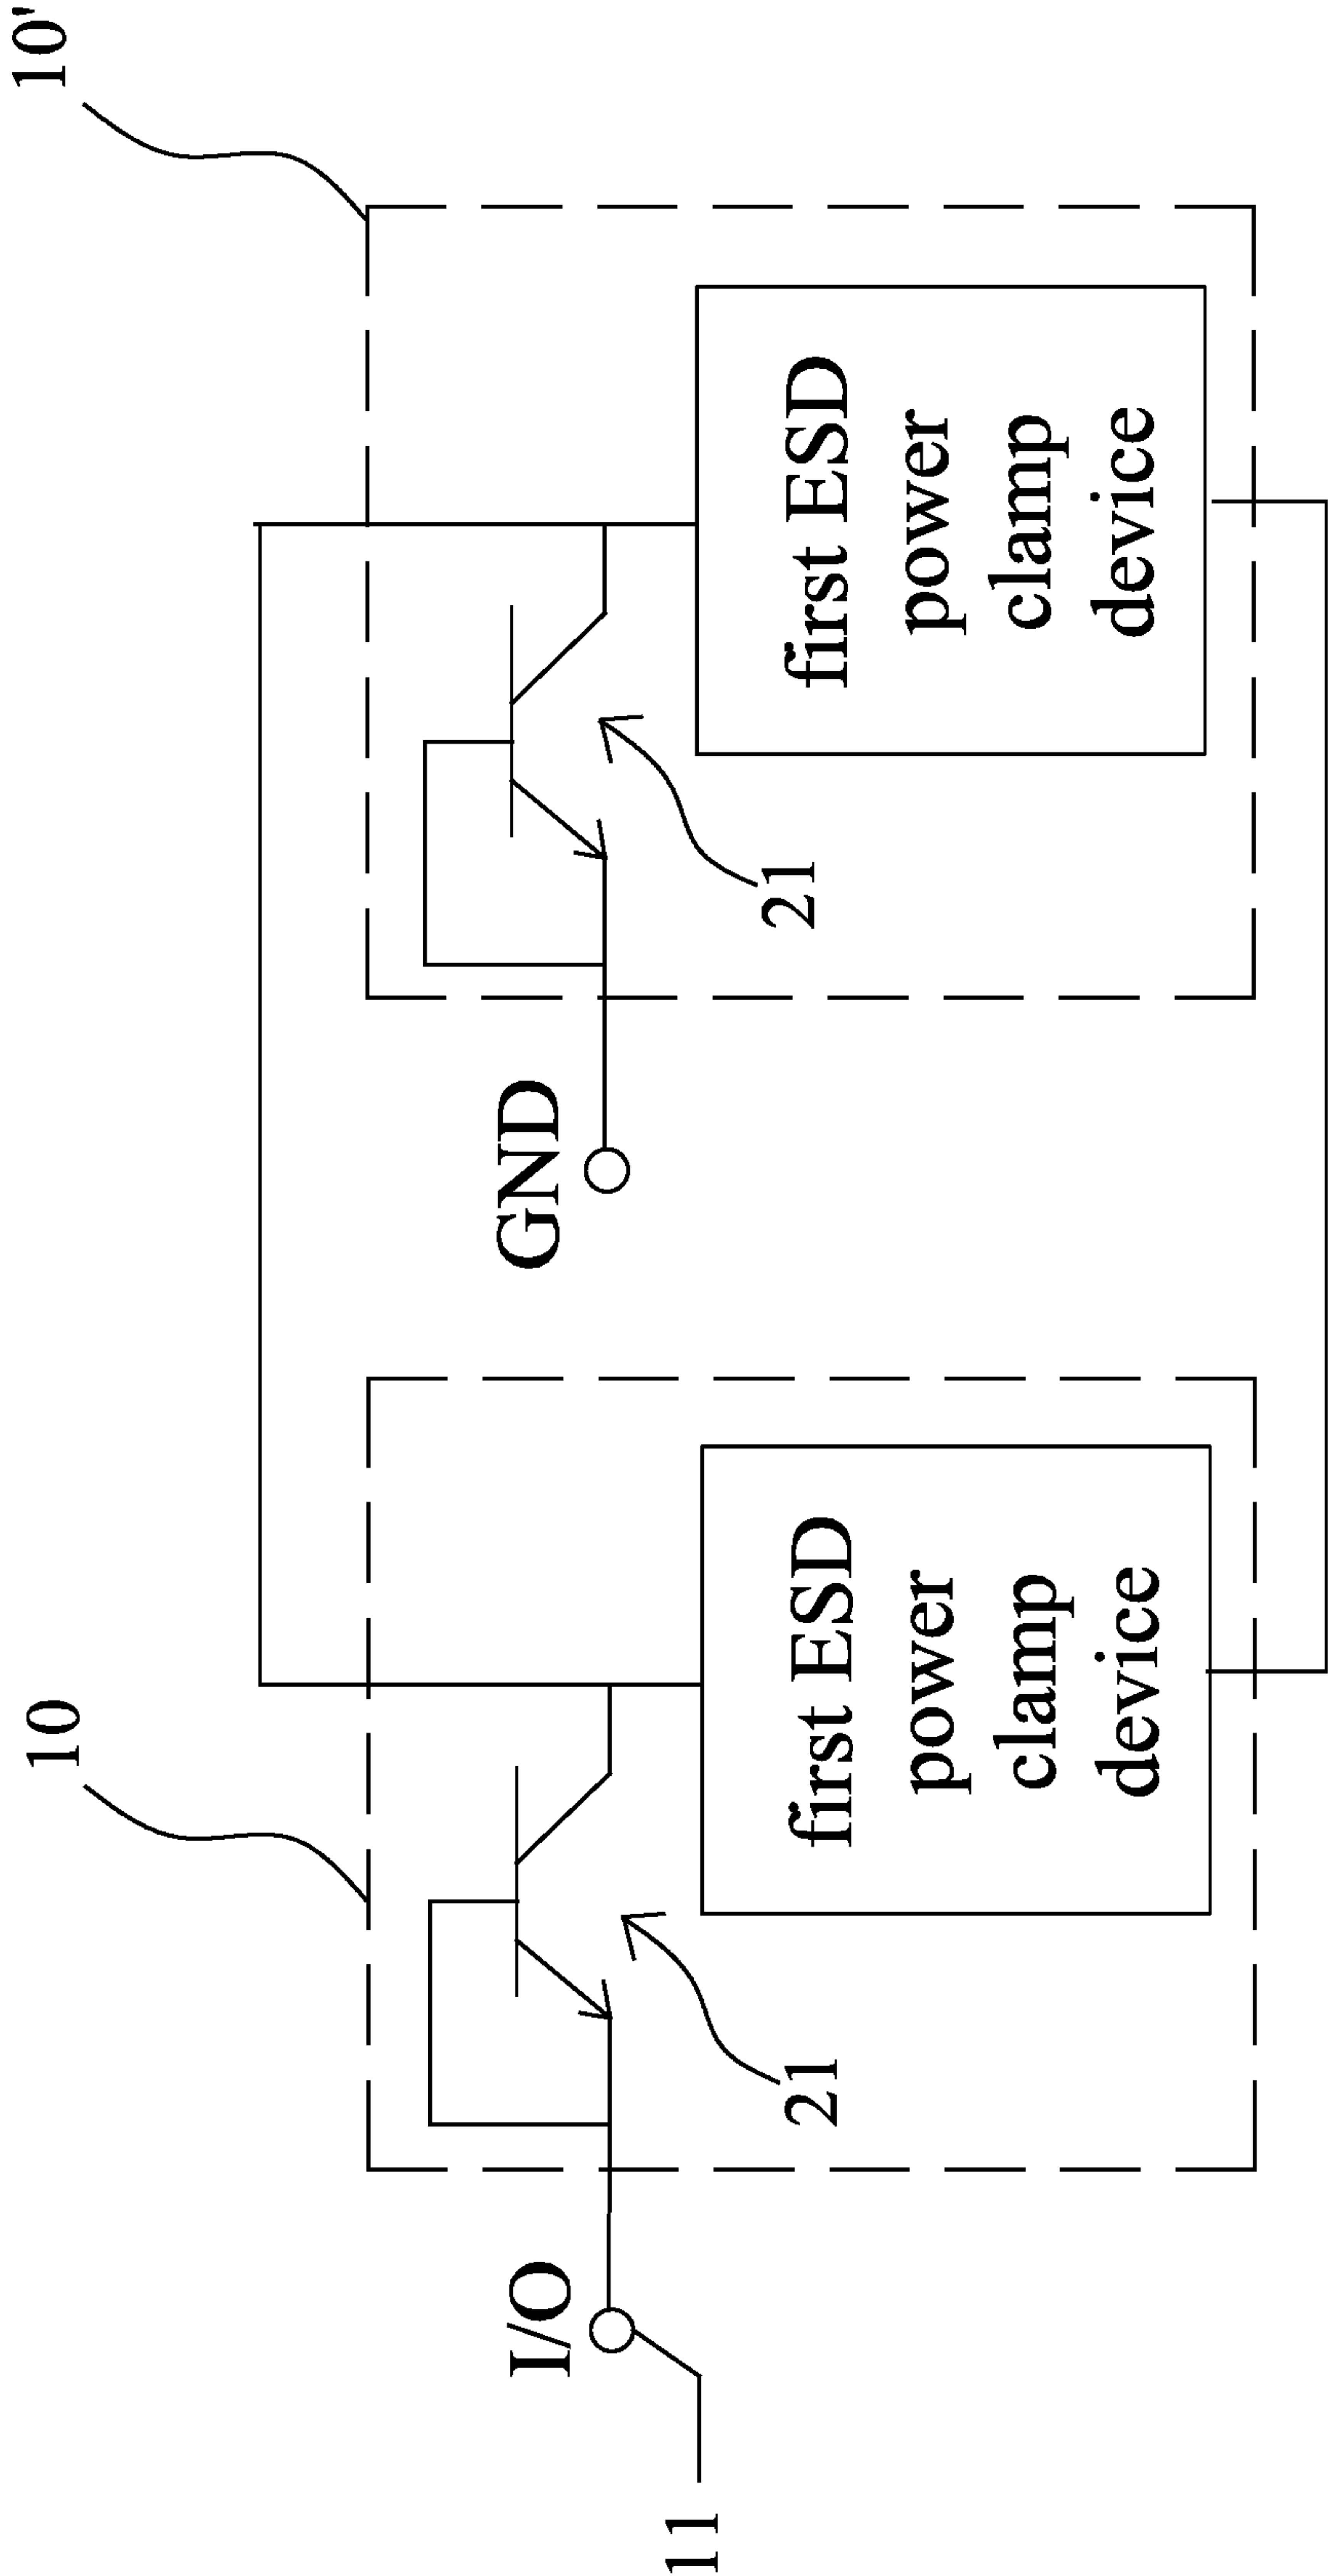 10
10'
I/O
GND
11
21
21
first ESD
power
clamp
device
first ESD
power
clamp
device